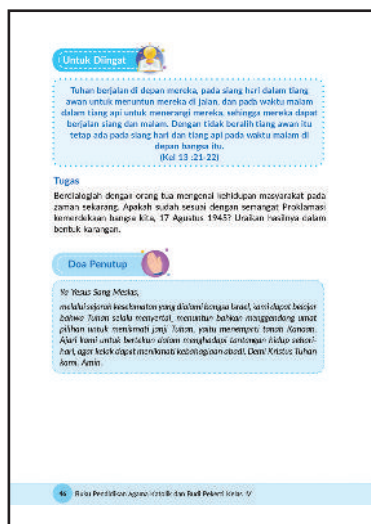 Untuk Diingat
Tuhan berjalan di depan mereka, pada siang hari dalam tiang
awan untuk menuntun mereka di jalan, dan pada waktu malam
dalam tiang api untuk menerangi mereka, sehingga mereka dapat
berjalan siang dan malam. Dengan tidak beralih tiang awan itu
tetap ada pada siang hari dan tiang api pada waktu malam di
depan bangsa itu.
(Kel 13 :21-22)
Tugas
Berdialoglah dengan orang tua mengenai kehidupan masyarakat pada
zaman sekarang. Apakah sudah sesuai dengan semangat Proklamasi
kemerdekaan bangsa kita, 17 Agustus 1945? Uraikan hasilnya dalam
bentuk karangan.
Doa Penutup
Ya Yesus Sang Mesias,
melalui sejarah keselamatan yang dialami bangsa Israel, kami dapat belajar
bahwa Tuhan selalu menyertai, menuntun bahkan menggendong umat
pilihan untuk menikmati janji Tuhan, yaitu menempati tanah Kanaan.
Ajari kami untuk bertekun dalam menghadapi tantangan hidup sehari-
hari, agar kelak dapat menikmati kebahagiaan abadi. Demi Kristus Tuhan
kami. Amin.
46 Buku Pendidikan Agama Katolik dan Budi Pekerti Kelas V